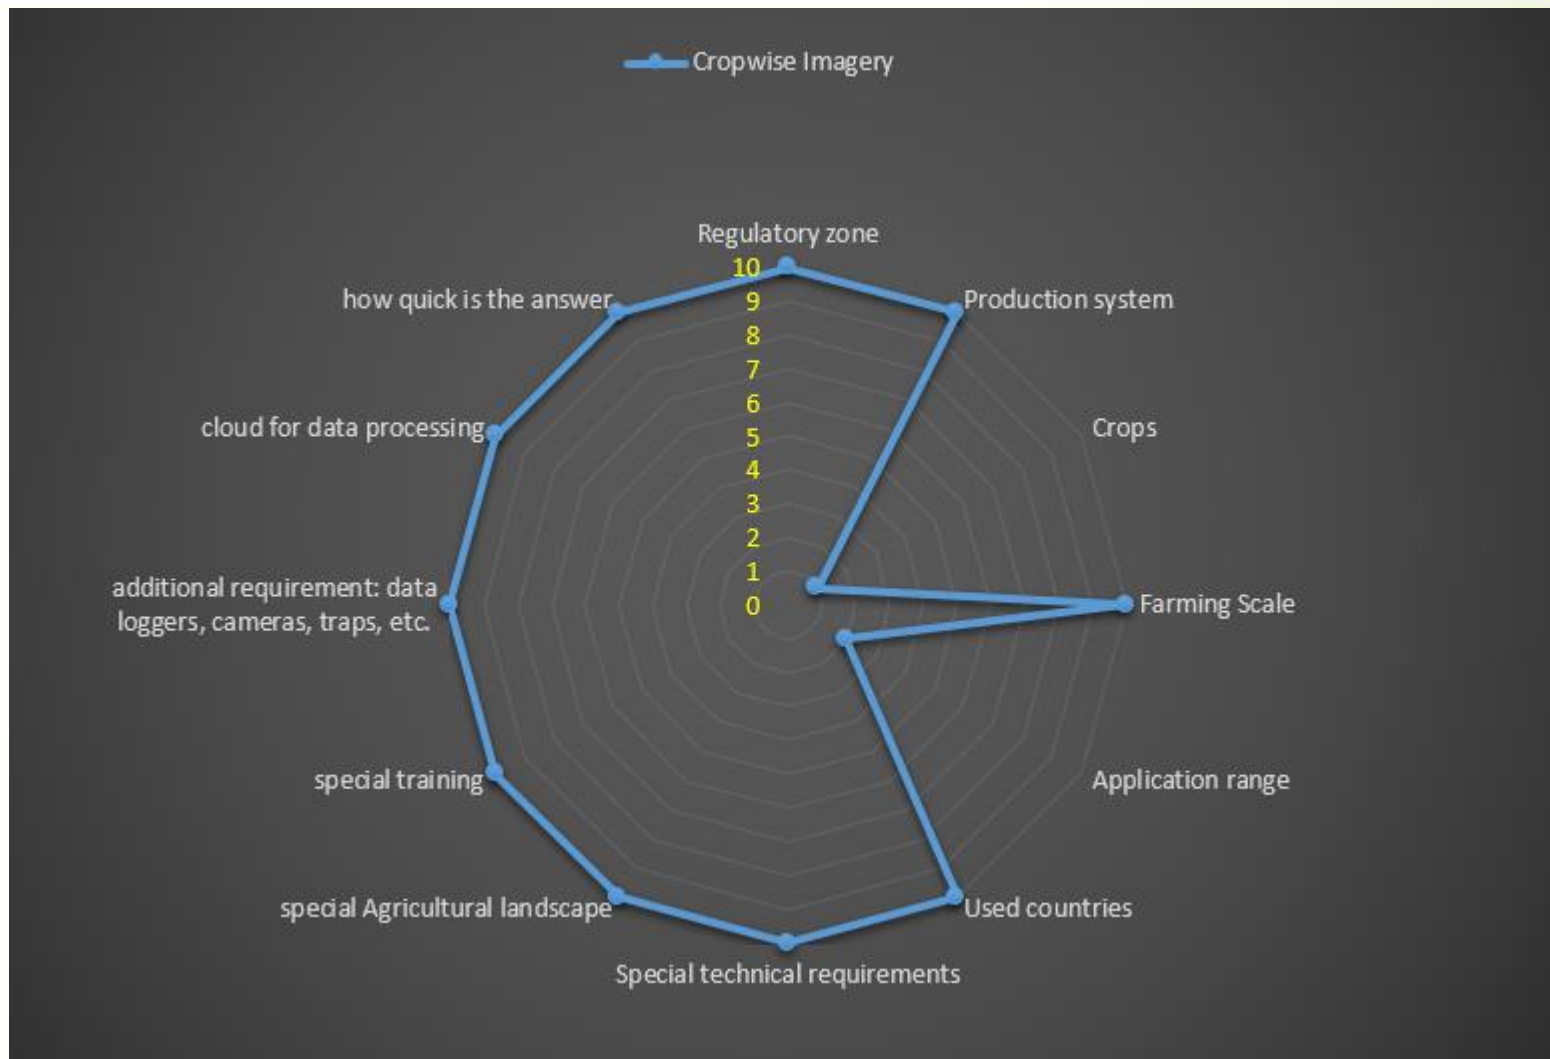 Cropwise Imagery
Regulatory zone
10
9
8
7
6
5
4
3
2
1
0
Production system
Crops
Farming Scale
Application range
Used countries
Special technical requirements
special Agricultural landscape
special training
additional requirement: data
loggers, cameras, traps, etc.
cloud for data processing
how quick is the answer